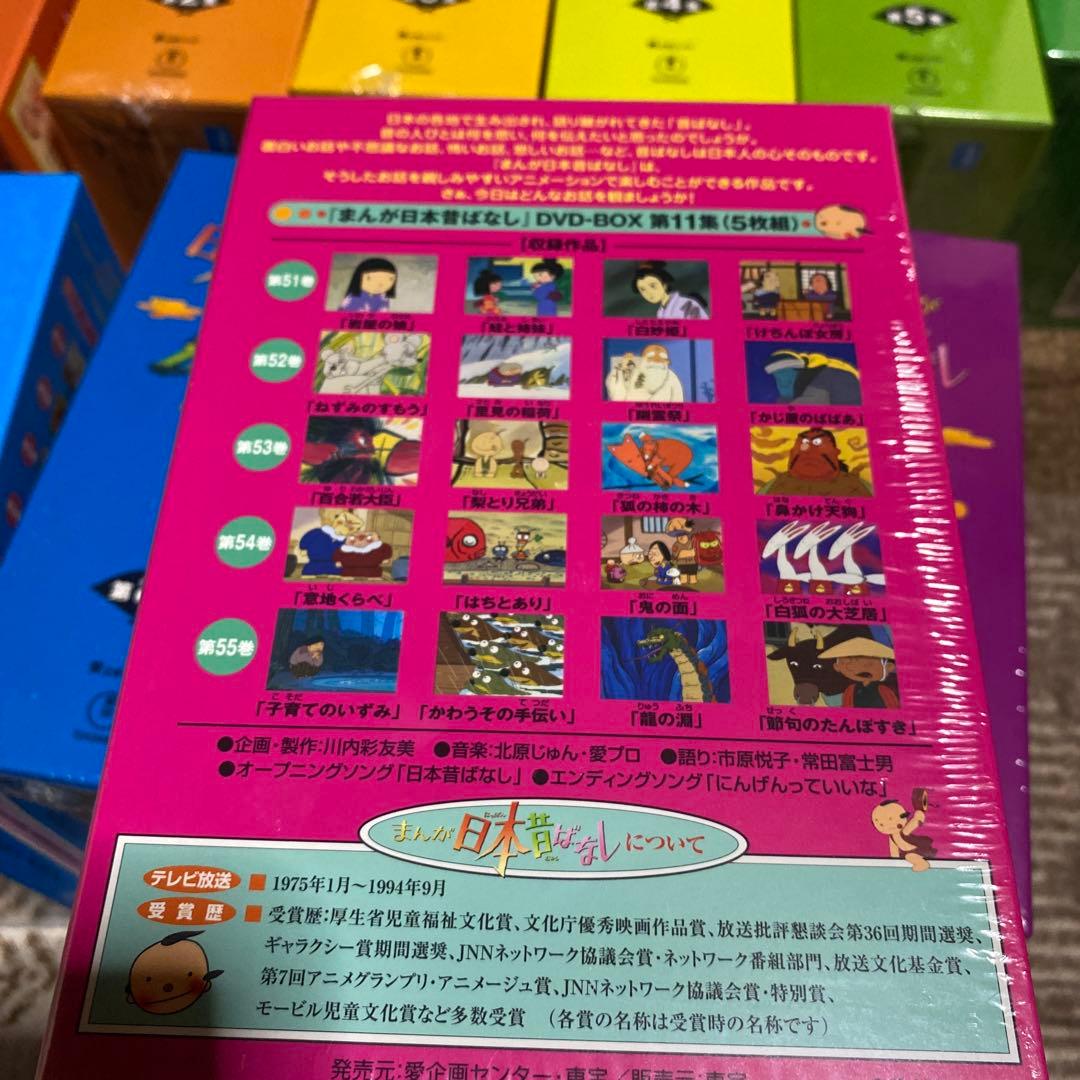 第5集
日本の各地で生み出され、語り継がれてきた「昔ばなし」。
昔の人びとは何を思い、何を伝えたいと思ったのでしょうか。
面白いお話や不思議なお話、怖いお話、悲しいお話…など、昔ばなしは日本人の心そのものです。
『まんが日本昔ばなし』は、
そうしたお話を親しみやすいアニメーションで楽しむことができる作品です。
さぁ、今日はどんなお話を観ましょうか!
『まんが日本昔ばなし』DVD-BOX 第11集(5枚組)
[収録作品]
第51巻
「岩屋の娘」 「蛙と姉妹」 「白妙姫」 「けちんぼ女房」
第52巻
「ねずみのすもう」 「里見の稲荷」 「幽霊祭」 「かじ屋のばばあ」
第53巻
「百合若大臣」 「梨とり兄弟」 「狐の柿の木」 「鼻かけ天狗」
第54巻
「意地くらべ」 「はちとあり」 「鬼の面」 「白狐の大芝居」
第55巻
「子育てのいずみ」 「かわうその手伝い」 「龍の淵」 「節句のたんぽすき」
●企画・製作:川内彩友美 ●音楽:北原じゅん・愛プロ ●語り:市原悦子・常田富士男
●オープニングソング「日本昔ばなし」 ●エンディングソング「にんげんっていいな」
まんが日本昔ばなしについて
テレビ放送 ■ 1975年1月〜1994年9月
受賞歴 ■ 受賞歴:厚生省児童福祉文化賞、文化庁優秀映画作品賞、放送批評懇談会第36回期間選奨、
ギャラクシー賞期間選奨、JNNネットワーク協議会賞・ネットワーク番組部門、放送文化基金賞、
第7回アニメグランプリ・アニメージュ賞、JNNネットワーク協議会賞・特別賞、
モービル児童文化賞など多数受賞 (各賞の名称は受賞時の名称です)
発売元:愛企画センター・東宝/販売元:東宝